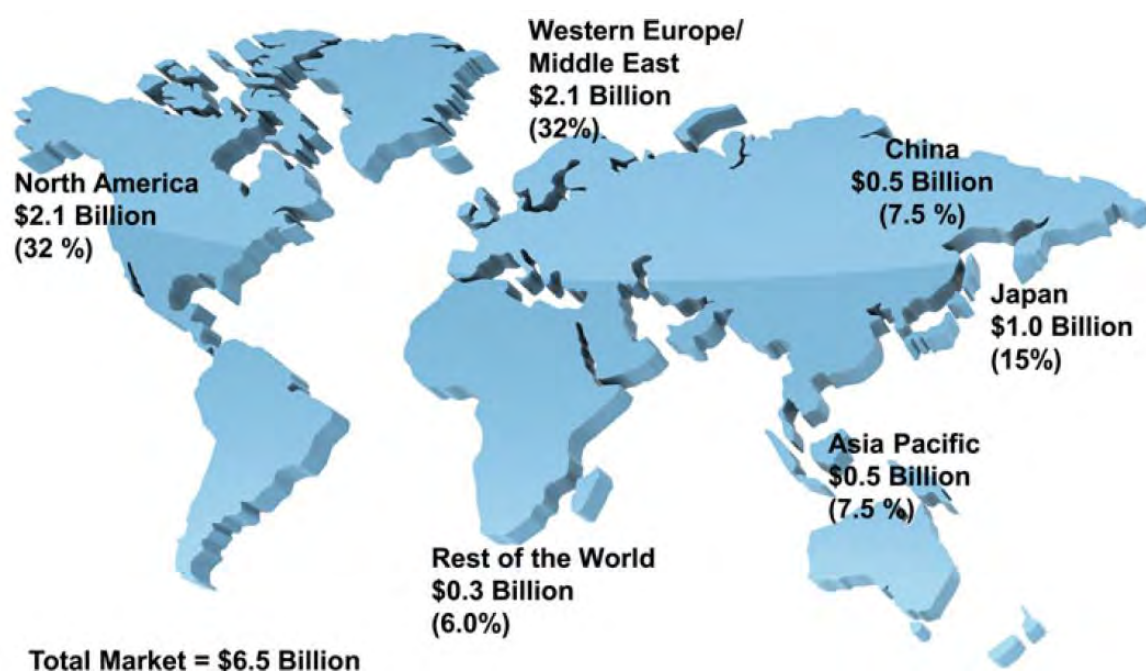 Western Europe/
Middle East
$2.1 Billion
(32%)
China
$0.5 Billion
(7.5 %)
North America
$2.1 Billion
(32 %)
Japan
$1.0 Billion
(15%)
Asia Pacific
$0.5 Billion
(7.5 %)
Rest of the World
$0.3 Billion
(6.0%)
Total Market = $6.5 Billion